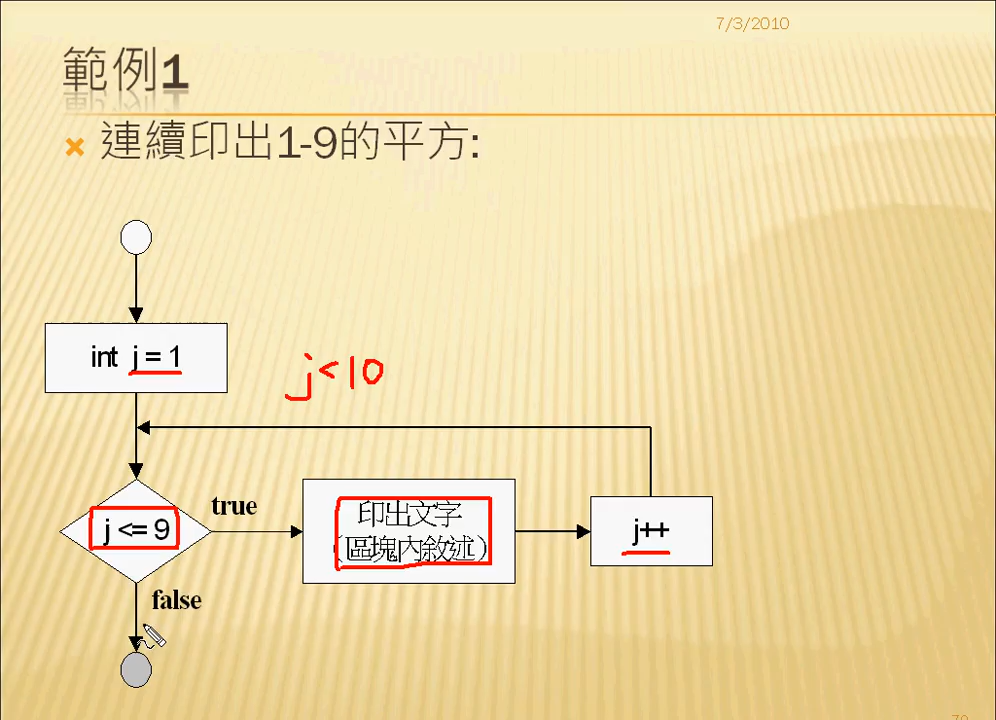 7/3/2010
範例1
連續印出1-9的平方:
int j = 1
j<10
true
印出文字
j <= 9
j++
(區塊內敘述)
false